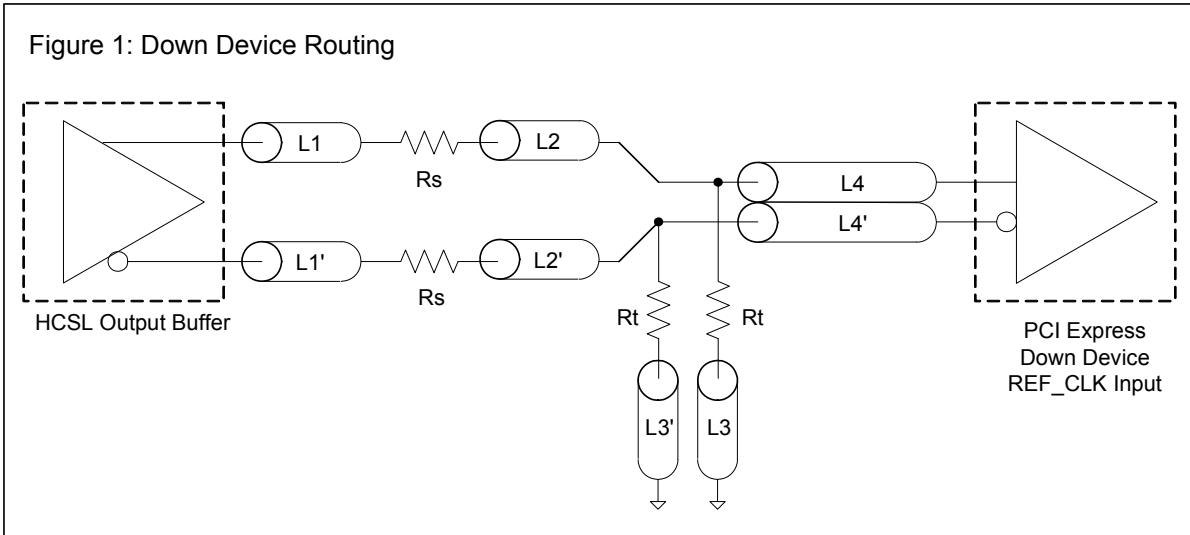 Figure 1: Down Device Routing
L1
Rs
L2
L4
L4'
L1'
Rs
L2'
HCSL Output Buffer
Rt
Rt
PCI Express
Down Device
REF_CLK Input
L3'
L3